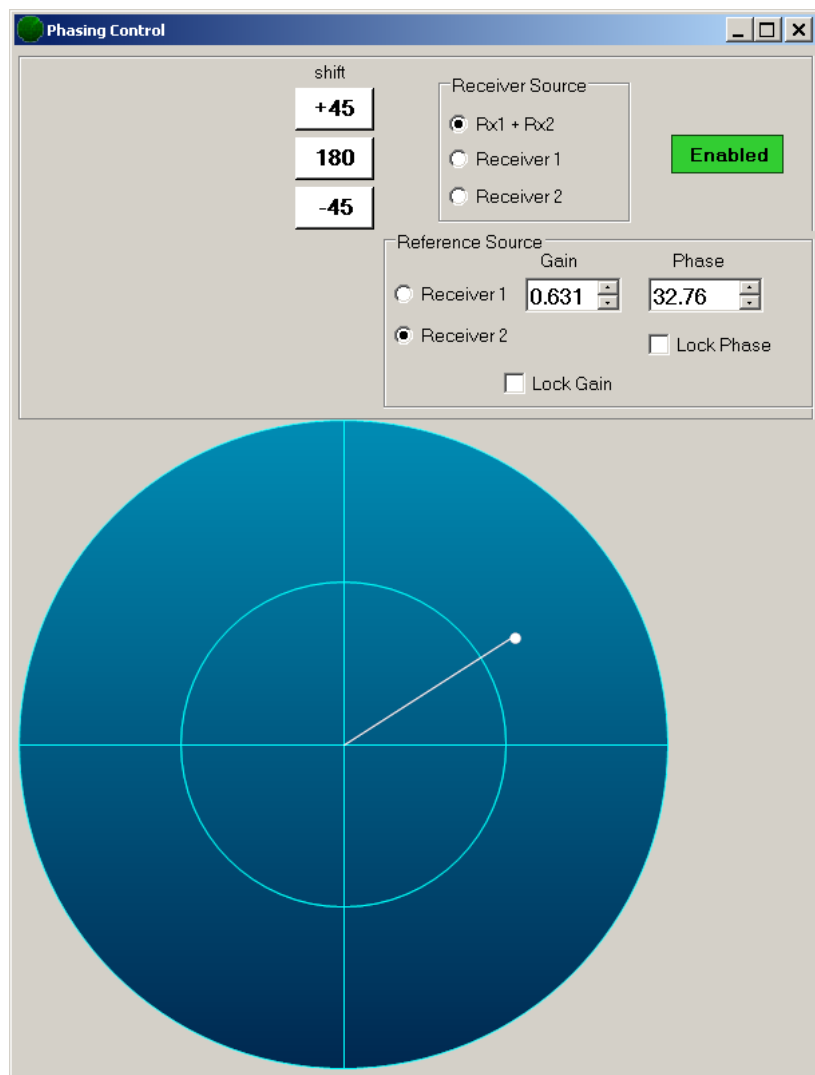 Phasing Control
shift
+45
180
-45
Receiver Source
Rx1 + Rx2
Receiver 1
Receiver 2
Enabled
Reference Source
Gain
Phase
Receiver 1
0.631
32.76
Receiver 2
Lock Phase
Lock Gain